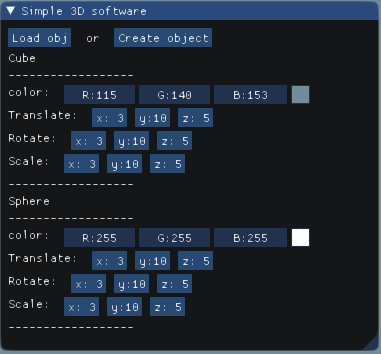 Simple 3D software
Load obj or Create object
Cube
------------------
color: R:115 G:140 B:153
Translate: x: 3 y:10 z: 5
Rotate: x: 3 y:10 z: 5
Scale: x: 3 y:10 z: 5
------------------
Sphere
------------------
color: R:255 G:255 B:255
Translate: x: 3 y:10 z: 5
Rotate: x: 3 y:10 z: 5
Scale: x: 3 y:10 z: 5
------------------